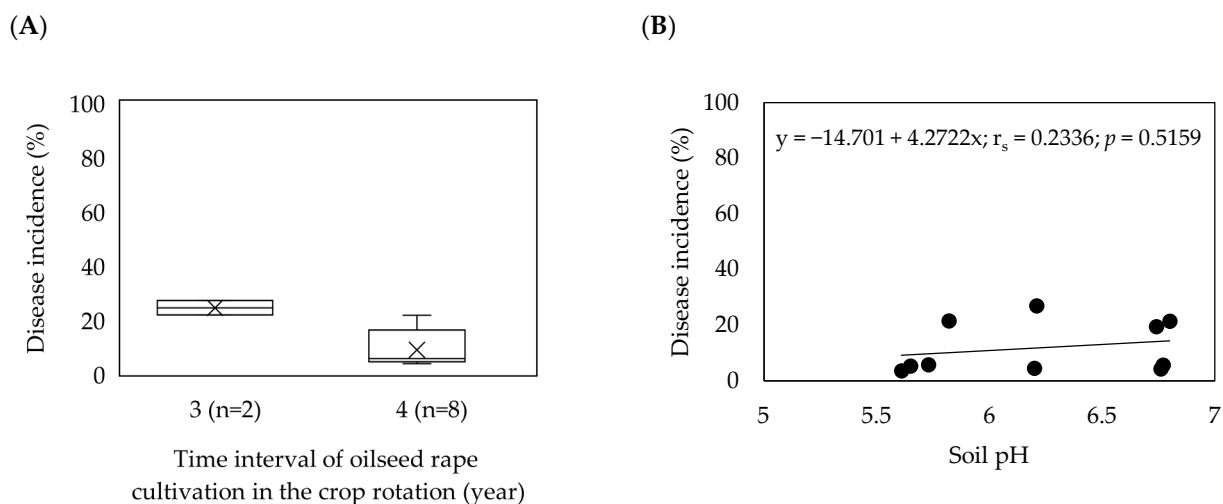 (A)
Disease incidence (%)
100
80
60
40
20
0
3 (n=2)
4 (n=8)
Time interval of oilseed rape
cultivation in the crop rotation (year)
(B)
Disease incidence (%)
100
80
60
40
20
0
y = −14.701 + 4.2722x; rₛ = 0.2336; p = 0.5159
5
5.5
6
6.5
7
Soil pH